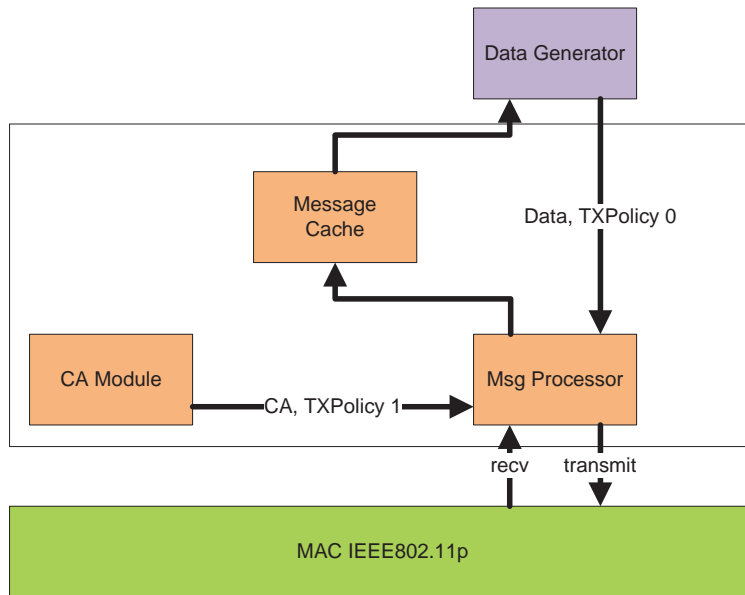 Data Generator
Message
Cache
Data, TXPolicy 0
CA Module
Msg Processor
CA, TXPolicy 1
recv
transmit
MAC IEEE802.11p